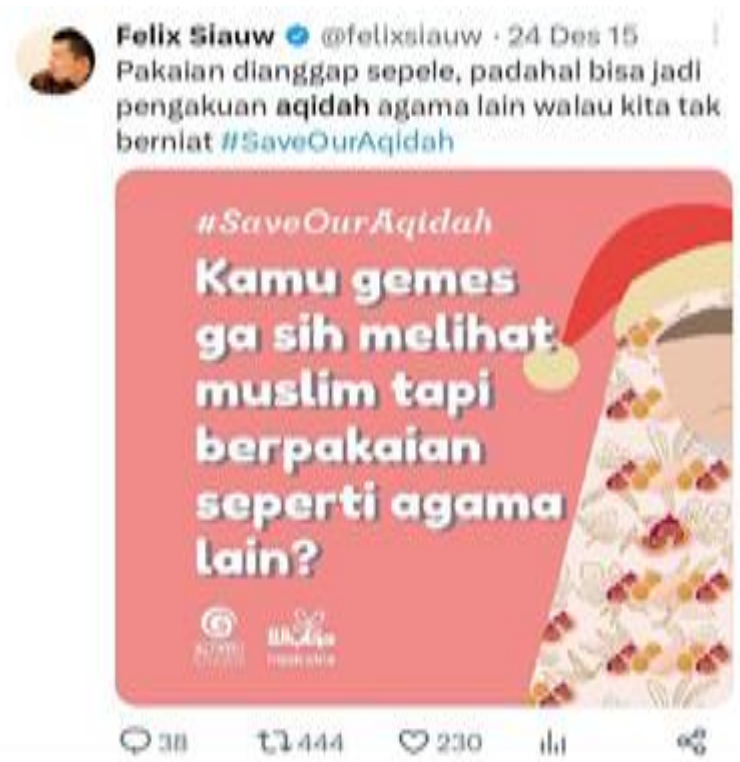 Felix Siauw @felixsiauw · 24 Des 15
Pakaian dianggap sepele, padahal bisa jadi
pengakuan aqidah agama lain walau kita tak
berniat #SaveOurAqidah
#SaveOurAqidah
Kamu gemes
ga sih melihat
muslim tapi
berpakaian
seperti agama
lain?
38 444 230